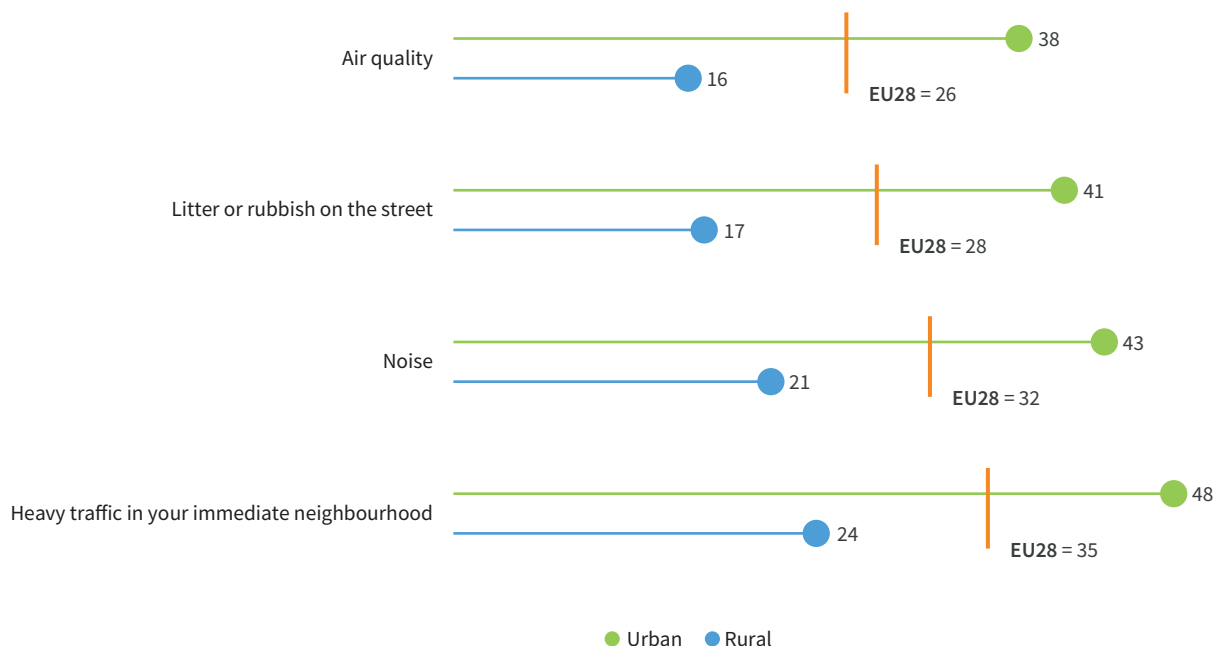 38
Air quality
16
EU28 = 26
41
Litter or rubbish on the street
17
EU28 = 28
43
Noise
21
EU28 = 32
48
Heavy traffic in your immediate neighbourhood
24
EU28 = 35
Urban Rural